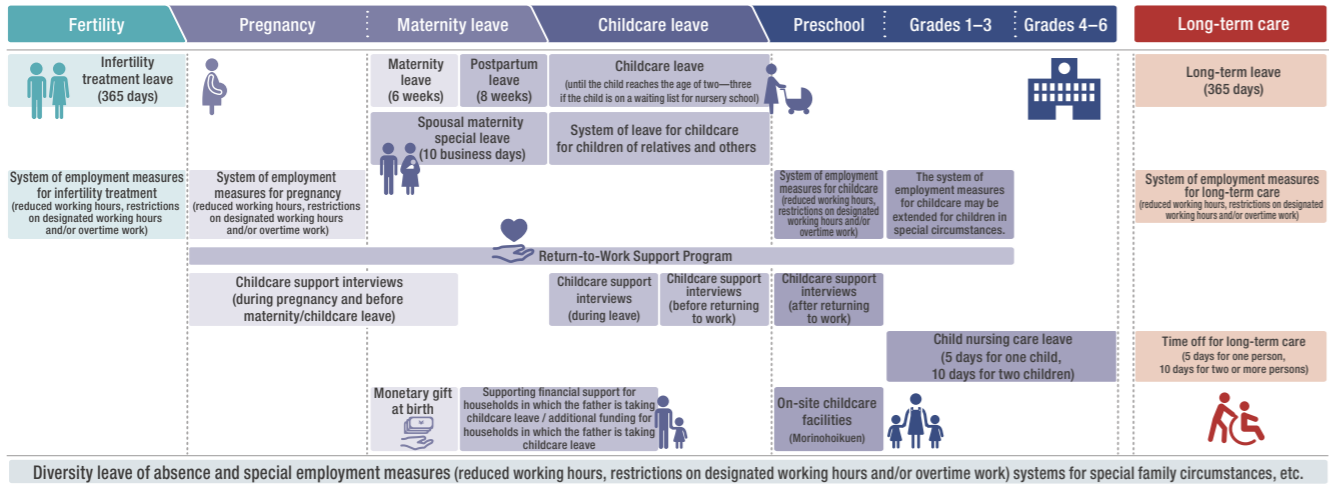 Fertility
Pregnancy
Maternity leave
Childcare leave
Preschool
Grades 1–3
Grades 4–6
Long-term care
Infertility
treatment leave
(365 days)
Maternity
leave
(6 weeks)
Postpartum
leave
(8 weeks)
Childcare leave
(until the child reaches the age of two—three
if the child is on a waiting list for nursery school)
Long-term leave
(365 days)
Spousal maternity
special leave
(10 business days)
System of leave for childcare
for children of relatives and others
System of employment measures
for infertility treatment
(reduced working hours, restrictions
on designated working hours
and/or overtime work)
System of employment
measures for pregnancy
(reduced working hours, restrictions
on designated working hours
and/or overtime work)
System of employment
measures for childcare
(reduced working hours,
restrictions on designated
working hours and/or
overtime work)
The system of
employment measures
for childcare may be
extended for children in
special circumstances.
System of employment measures
for long-term care
(reduced working hours, restrictions on designated
working hours and/or overtime work)
Return-to-Work Support Program
Childcare support interviews
(during pregnancy and before
maternity/childcare leave)
Childcare support
interviews
(during leave)
Childcare support
interviews
(before returning
to work)
Childcare support
interviews
(after returning
to work)
Child nursing care leave
(5 days for one child,
10 days for two children)
Time off for long-term care
(5 days for one person,
10 days for two or more persons)
Monetary gift
at birth
¥
Supporting financial support for
households in which the father is taking
childcare leave / additional funding for
households in which the father is taking
childcare leave
On-site childcare
facilities
(Morinohoikuen)
Diversity leave of absence and special employment measures (reduced working hours, restrictions on designated working hours and/or overtime work) systems for special family circumstances, etc.